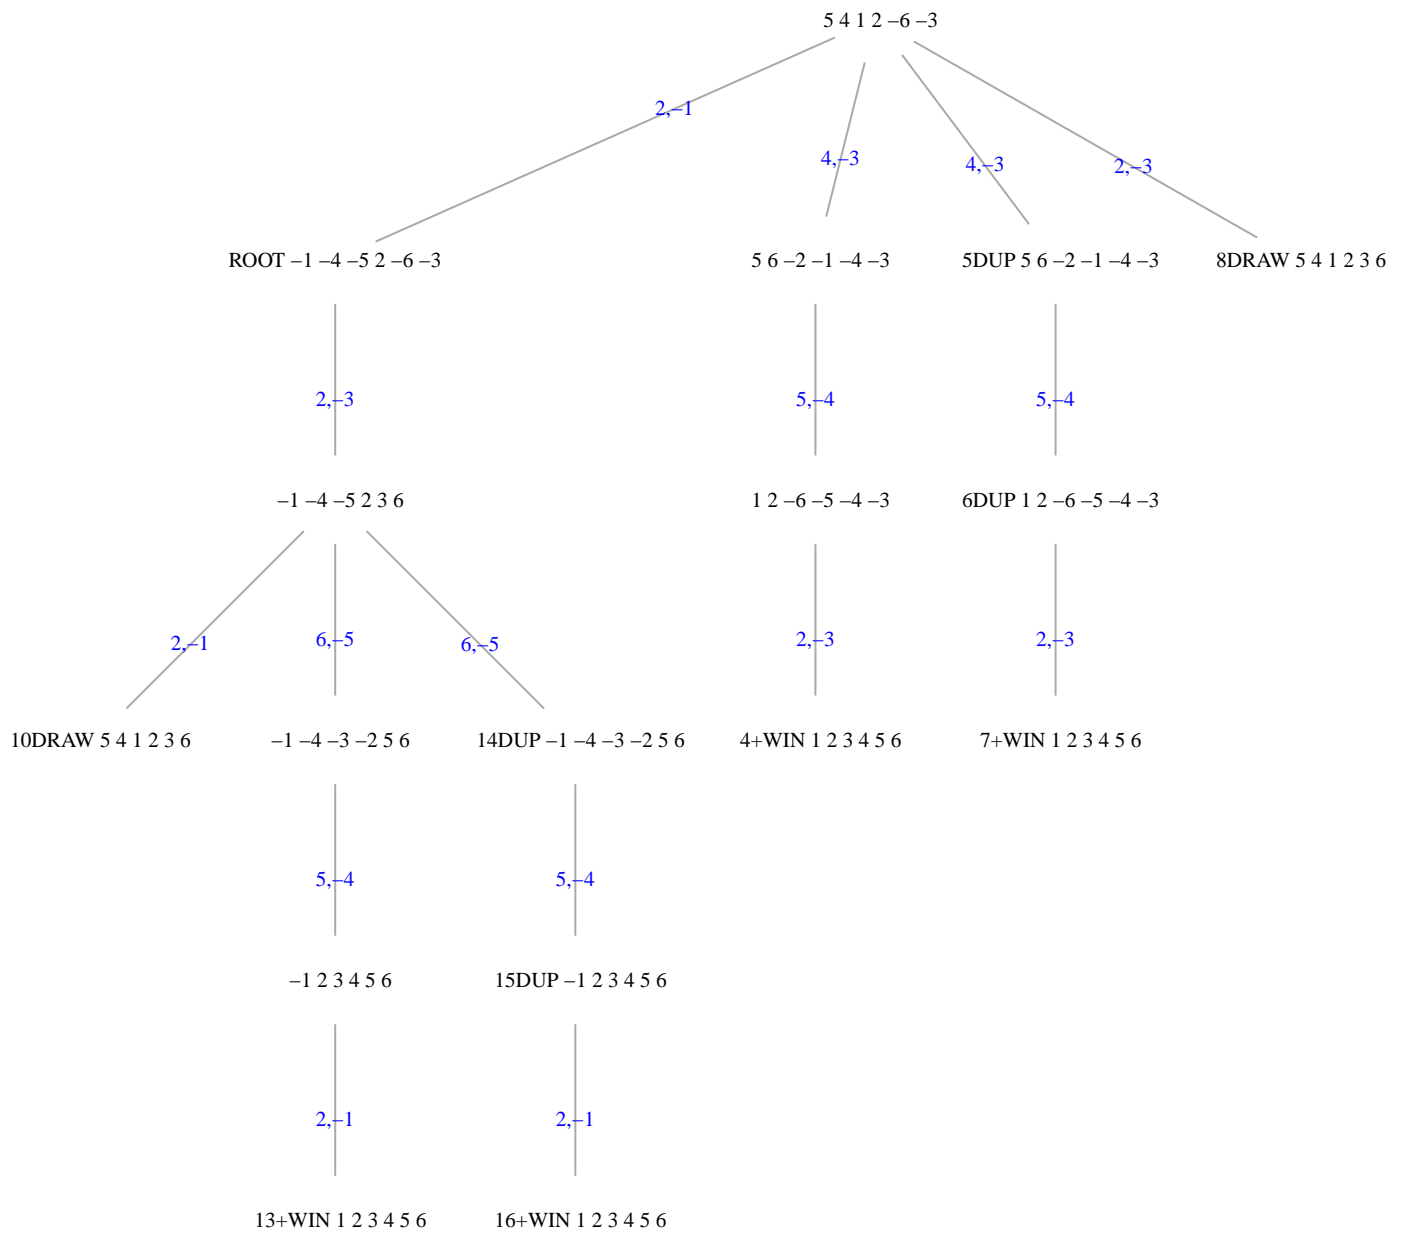 5 4 1 2 –6 –3
2,–1
4,–3
4,–3
2,–3
ROOT –1 –4 –5 2 –6 –3
5 6 –2 –1 –4 –3
5DUP 5 6 –2 –1 –4 –3
8DRAW 5 4 1 2 3 6
2,–3
5,–4
5,–4
–1 –4 –5 2 3 6
1 2 –6 –5 –4 –3
6DUP 1 2 –6 –5 –4 –3
2,–1
6,–5
6,–5
2,–3
2,–3
10DRAW 5 4 1 2 3 6
–1 –4 –3 –2 5 6
14DUP –1 –4 –3 –2 5 6
4+WIN 1 2 3 4 5 6
7+WIN 1 2 3 4 5 6
5,–4
5,–4
–1 2 3 4 5 6
15DUP –1 2 3 4 5 6
2,–1
2,–1
13+WIN 1 2 3 4 5 6
16+WIN 1 2 3 4 5 6